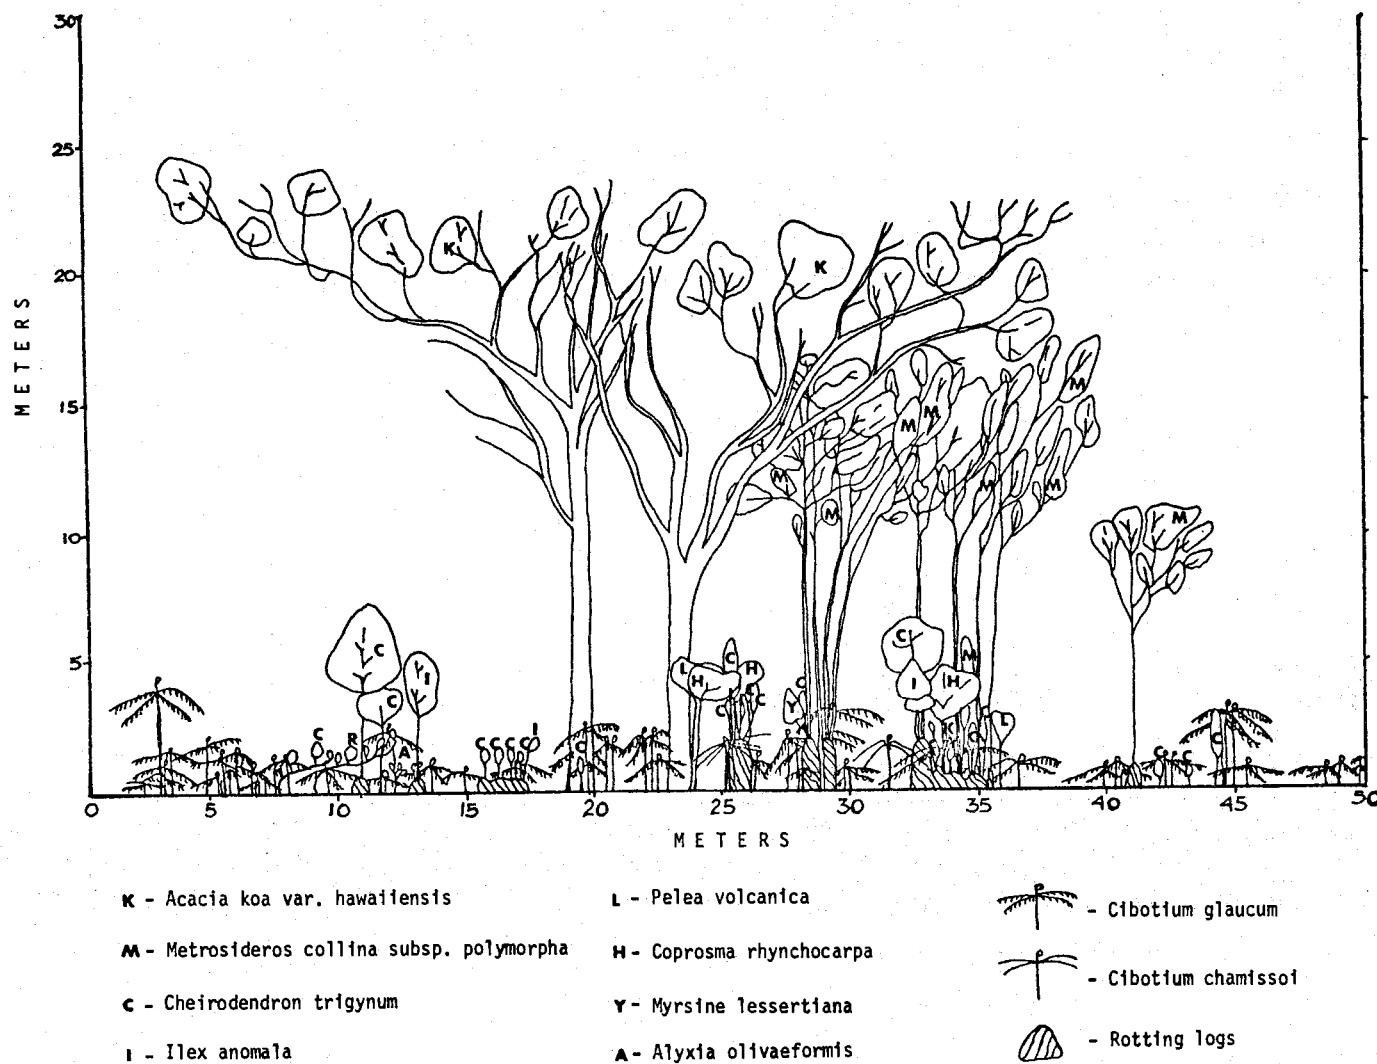 30
25
20
15
10
5
METERS
K
K
M
M
M
M
M
M
M
M
M
C
C
I
L
H
C
H
C
C
C
Y
C
C
I
H
M
L
C
R
A
C
C
C
C
I
C
C
C
C
C
0
5
10
15
20
25
30
35
40
45
50
METERS
K - Acacia koa var. hawaiiensis
M - Metrosideros collina subsp. polymorpha
C - Cheirodendron trigynum
I - Ilex anomala
L - Pelea volcanica
H - Coprosma rhynchocarpa
Y - Myrsine lessertiana
A - Alyxia olivaeformis
- Cibotium glaucum
- Cibotium chamissoi
- Rotting logs